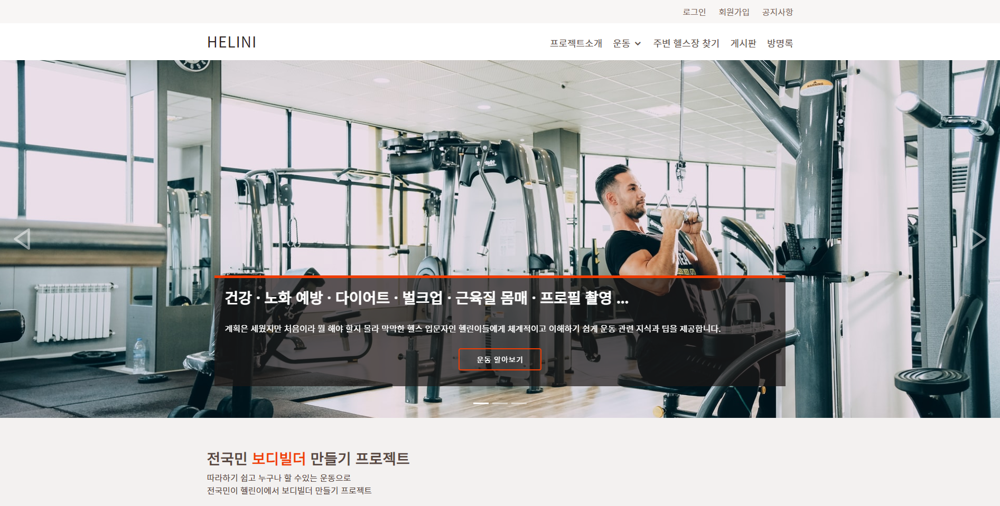 로그인 회원가입 공지사항
HELINI 프로젝트소개 운동 주변 헬스장 찾기 게시판 방명록
WARNING
건강 · 노화 예방 · 다이어트 · 벌크업 · 근육질 몸매 · 프로필 촬영 ...
계획은 세웠지만 처음이라 뭘 해야 할지 몰라 막막한 헬스 입문자인 헬린이들에게 체계적이고 이해하기 쉽게 운동 관련 지식과 팁을 제공합니다.
운동 알아보기
전국민 보디빌더 만들기 프로젝트
따라하기 쉽고 누구나 할 수있는 운동으로
전국민이 헬린이에서 보디빌더 만들기 프로젝트